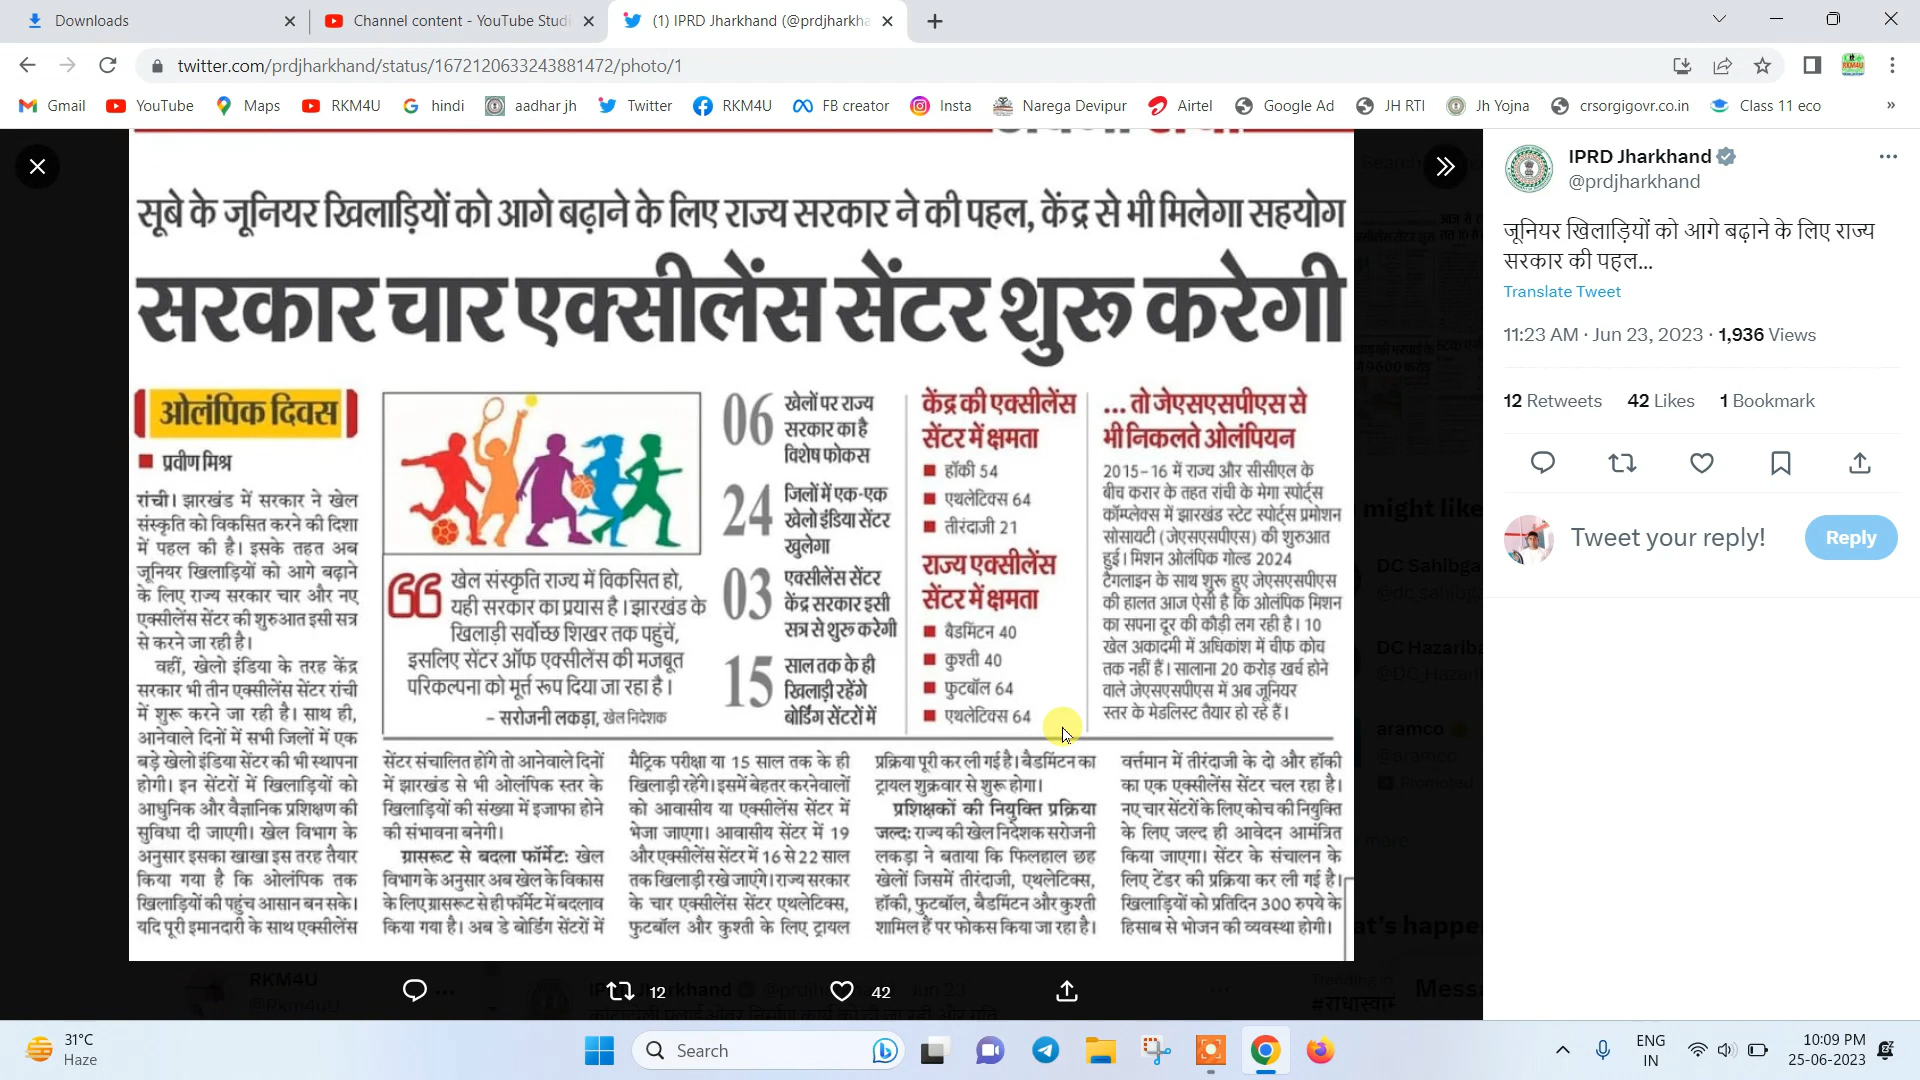 Downloads
Channel content - YouTube Studi
(1) IPRD Jharkhand (@prdjharkha
twitter.com/prdjharkhand/status/1672120633243881472/photo/1
Gmail YouTube Maps RKM4U hindi aadhar jh Twitter RKM4U FB creator Insta Narega Devipur Airtel Google Ad JH RTI Jh Yojna crsorgigovr.co.in Class 11 eco
सूबे के जूनियर खिलाड़ियों को आगे बढ़ाने के लिए राज्य सरकार ने की पहल, केंद्र से भी मिलेगा सहयोग
सरकार चार एक्सीलेंस सेंटर शुरू करेगी
ओलंपिक दिवस
प्रवीण मिश्र
रांची। झारखंड में सरकार ने खेल
संस्कृति को विकसित करने की दिशा
में पहल की है। इसके तहत अब
जूनियर खिलाड़ियों को आगे बढ़ाने
के लिए राज्य सरकार चार और नए
एक्सीलेंस सेंटर की शुरुआत इसी सत्र
से करने जा रही है।
वहीं, खेलो इंडिया के तरह केंद्र
सरकार भी तीन एक्सीलेंस सेंटर रांची
में शुरू करने जा रही है। साथ ही,
आनेवाले दिनों में सभी जिलों में एक
बड़े खेलो इंडिया सेंटर की भी स्थापना
होगी। इन सेंटरों में खिलाड़ियों को
आधुनिक और वैज्ञानिक प्रशिक्षण की
सुविधा दी जाएगी। खेल विभाग के
अनुसार इसका खाखा इस तरह तैयार
किया गया है कि ओलंपिक तक
खिलाड़ियों की पहुंच आसान बन सके।
यदि पूरी इमानदारी के साथ एक्सीलेंस
खेल संस्कृति राज्य में विकसित हो,
यही सरकार का प्रयास है। झारखंड के
खिलाड़ी सर्वोच्च शिखर तक पहुंचें,
इसलिए सेंटर ऑफ एक्सीलेंस की मजबूत
परिकल्पना को मूर्त्त रूप दिया जा रहा है।
- सरोजनी लकड़ा, खेल निदेशक
06 खेलों पर राज्य
सरकार का है
विशेष फोकस
24 जिलों में एक-एक
खेलो इंडिया सेंटर
खुलेगा
03 एक्सीलेंस सेंटर
केंद्र सरकार इसी
सत्र से शुरू करेगी
15 साल तक के ही
खिलाड़ी रहेंगे
बोर्डिंग सेंटरों में
केंद्र की एक्सीलेंस
सेंटर में क्षमता
हॉकी 54
एथलेटिक्स 64
तीरंदाजी 21
राज्य एक्सीलेंस
सेंटर में क्षमता
बैडमिंटन 40
कुश्ती 40
फुटबॉल 64
एथलेटिक्स 64
... तो जेएसएसपीएस से
भी निकलते ओलंपियन
2015-16 में राज्य और सीसीएल के
बीच करार के तहत रांची के मेगा स्पोर्ट्स
कॉम्प्लेक्स में झारखंड स्टेट स्पोर्ट्स प्रमोशन
सोसायटी (जेएसएसपीएस) की शुरुआत
हुई। मिशन ओलंपिक गोल्ड 2024
टैगलाइन के साथ शुरू हुए जेएसएसपीएस
की हालत आज ऐसी है कि ओलंपिक मिशन
का सपना दूर की कौड़ी लग रही है। 10
खेल अकादमी में अधिकांश में चीफ कोच
तक नहीं हैं। सालाना 20 करोड़ खर्च होने
वाले जेएसएसपीएस में अब जूनियर
स्तर के मेडलिस्ट तैयार हो रहे हैं।
सेंटर संचालित होंगे तो आनेवाले दिनों
में झारखंड से भी ओलंपिक स्तर के
खिलाड़ियों की संख्या में इजाफा होने
की संभावना बनेगी।
ग्रासरूट से बदला फॉर्मेट: खेल
विभाग के अनुसार अब खेल के विकास
के लिए ग्रासरूट से ही फॉर्मेट में बदलाव
किया गया है। अब डे बोर्डिंग सेंटरों में
मैट्रिक परीक्षा या 15 साल तक के ही
खिलाड़ी रहेंगे। इसमें बेहतर करनेवालों
को आवासीय या एक्सीलेंस सेंटर में
भेजा जाएगा। आवासीय सेंटर में 19
और एक्सीलेंस सेंटर में 16 से 22 साल
तक खिलाड़ी रखे जाएंगे। राज्य सरकार
के चार एक्सीलेंस सेंटर एथलेटिक्स,
फुटबॉल और कुश्ती के लिए ट्रायल
प्रक्रिया पूरी कर ली गई है। बैडमिंटन का
ट्रायल शुक्रवार से शुरू होगा।
प्रशिक्षकों की नियुक्ति प्रक्रिया
जल्द: राज्य की खेल निदेशक सरोजनी
लकड़ा ने बताया कि फिलहाल छह
खेलों जिसमें तीरंदाजी, एथलेटिक्स,
हॉकी, फुटबॉल, बैडमिंटन और कुश्ती
शामिल हैं पर फोकस किया जा रहा है।
वर्त्तमान में तीरंदाजी के दो और हॉकी
का एक एक्सीलेंस सेंटर चल रहा है।
नए चार सेंटरों के लिए कोच की नियुक्ति
के लिए जल्द ही आवेदन आमंत्रित
किया जाएगा। सेंटर के संचालन के
लिए टेंडर की प्रक्रिया कर ली गई है।
खिलाड़ियों को प्रतिदिन 300 रुपये के
हिसाब से भोजन की व्यवस्था होगी।
12 42
IPRD Jharkhand
@prdjharkhand
जूनियर खिलाड़ियों को आगे बढ़ाने के लिए राज्य
सरकार की पहल...
Translate Tweet
11:23 AM · Jun 23, 2023 · 1,936 Views
12 Retweets 42 Likes 1 Bookmark
Tweet your reply! Reply
might like
DC Sahibga
DC Hazariba
aramco
@aramco
Promoted
RKM4U
@Rkm4uU
31°C
Haze
Search
ENG
IN
10:09 PM
25-06-2023